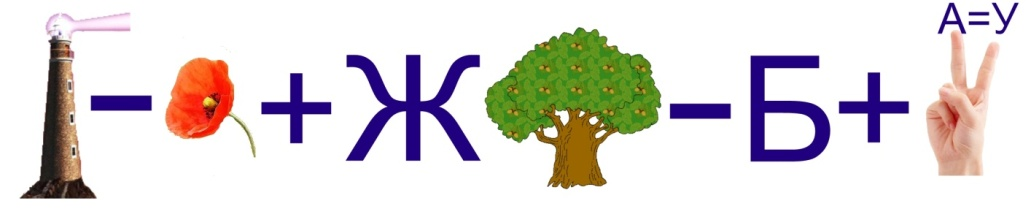 А=У
– + Ж – Б +